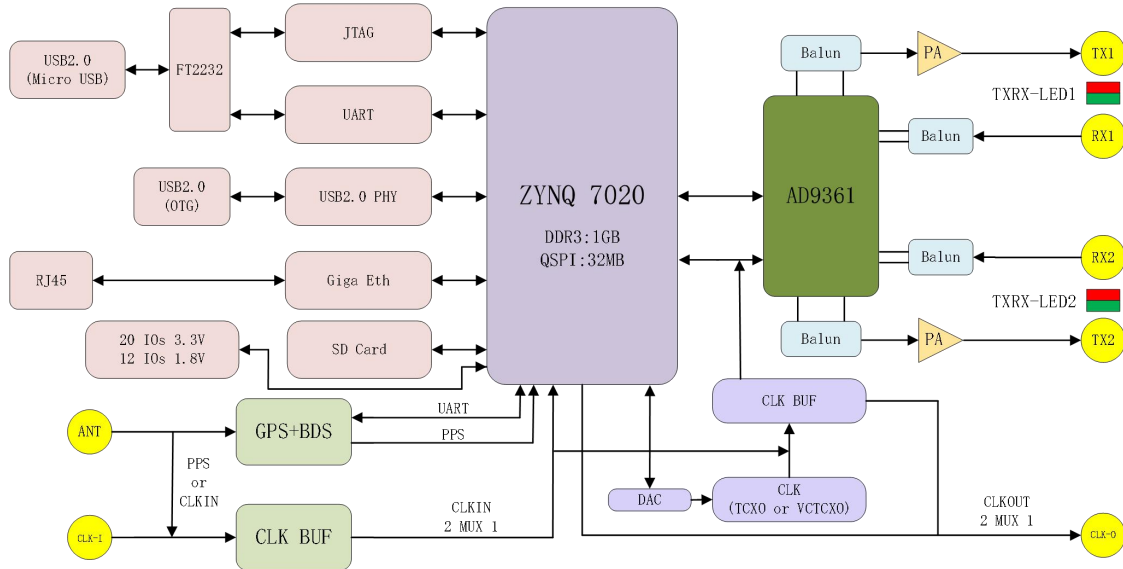 USB2.0
(Micro USB)
FT2232
JTAG
UART
USB2.0
(OTG)
USB2.0 PHY
RJ45
Giga Eth
20 IOs 3.3V
12 IOs 1.8V
SD Card
ZYNQ 7020
DDR3:1GB
QSPI:32MB
Balun
PA
TX1
TXRX-LED1
Balun
RX1
AD9361
Balun
RX2
TXRX-LED2
Balun
PA
TX2
ANT
GPS+BDS
UART
PPS
PPS
or
CLKIN
CLK-I
CLK BUF
CLKIN
2 MUX 1
CLK BUF
DAC
CLK
(TCXO or VCTCXO)
CLKOUT
2 MUX 1
CLK-O